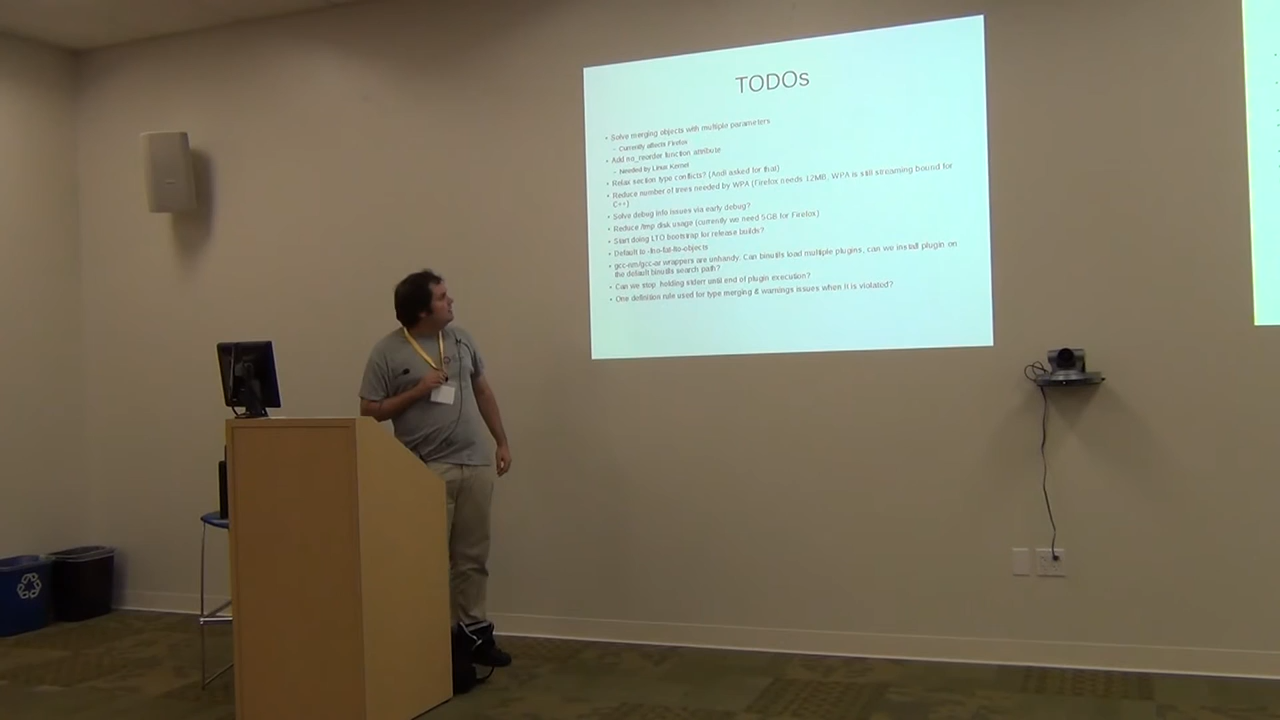 TODOs
• Solve merging objects with multiple parameters
– Currently affects Firefox
• Add no_reorder function attribute
– Needed by Linux Kernel
• Relax section type conflicts? (Andi asked for that)
• Reduce number of trees needed by WPA (Firefox needs 12MB, WPA is still streaming bound for
C++)
• Solve debug info issues via early debug?
• Reduce /tmp disk usage (currently we need 5GB for Firefox)
• Start doing LTO bootstrap for release builds?
• Default to -fno-fat-lto-objects
• gcc-nm/gcc-ar wrappers are unhandy. Can binutils load multiple plugins, can we install plugin on
the default binutils search path?
• Can we stop holding stderr until end of plugin execution?
• One definition rule used for type merging & warnings issues when it is violated?